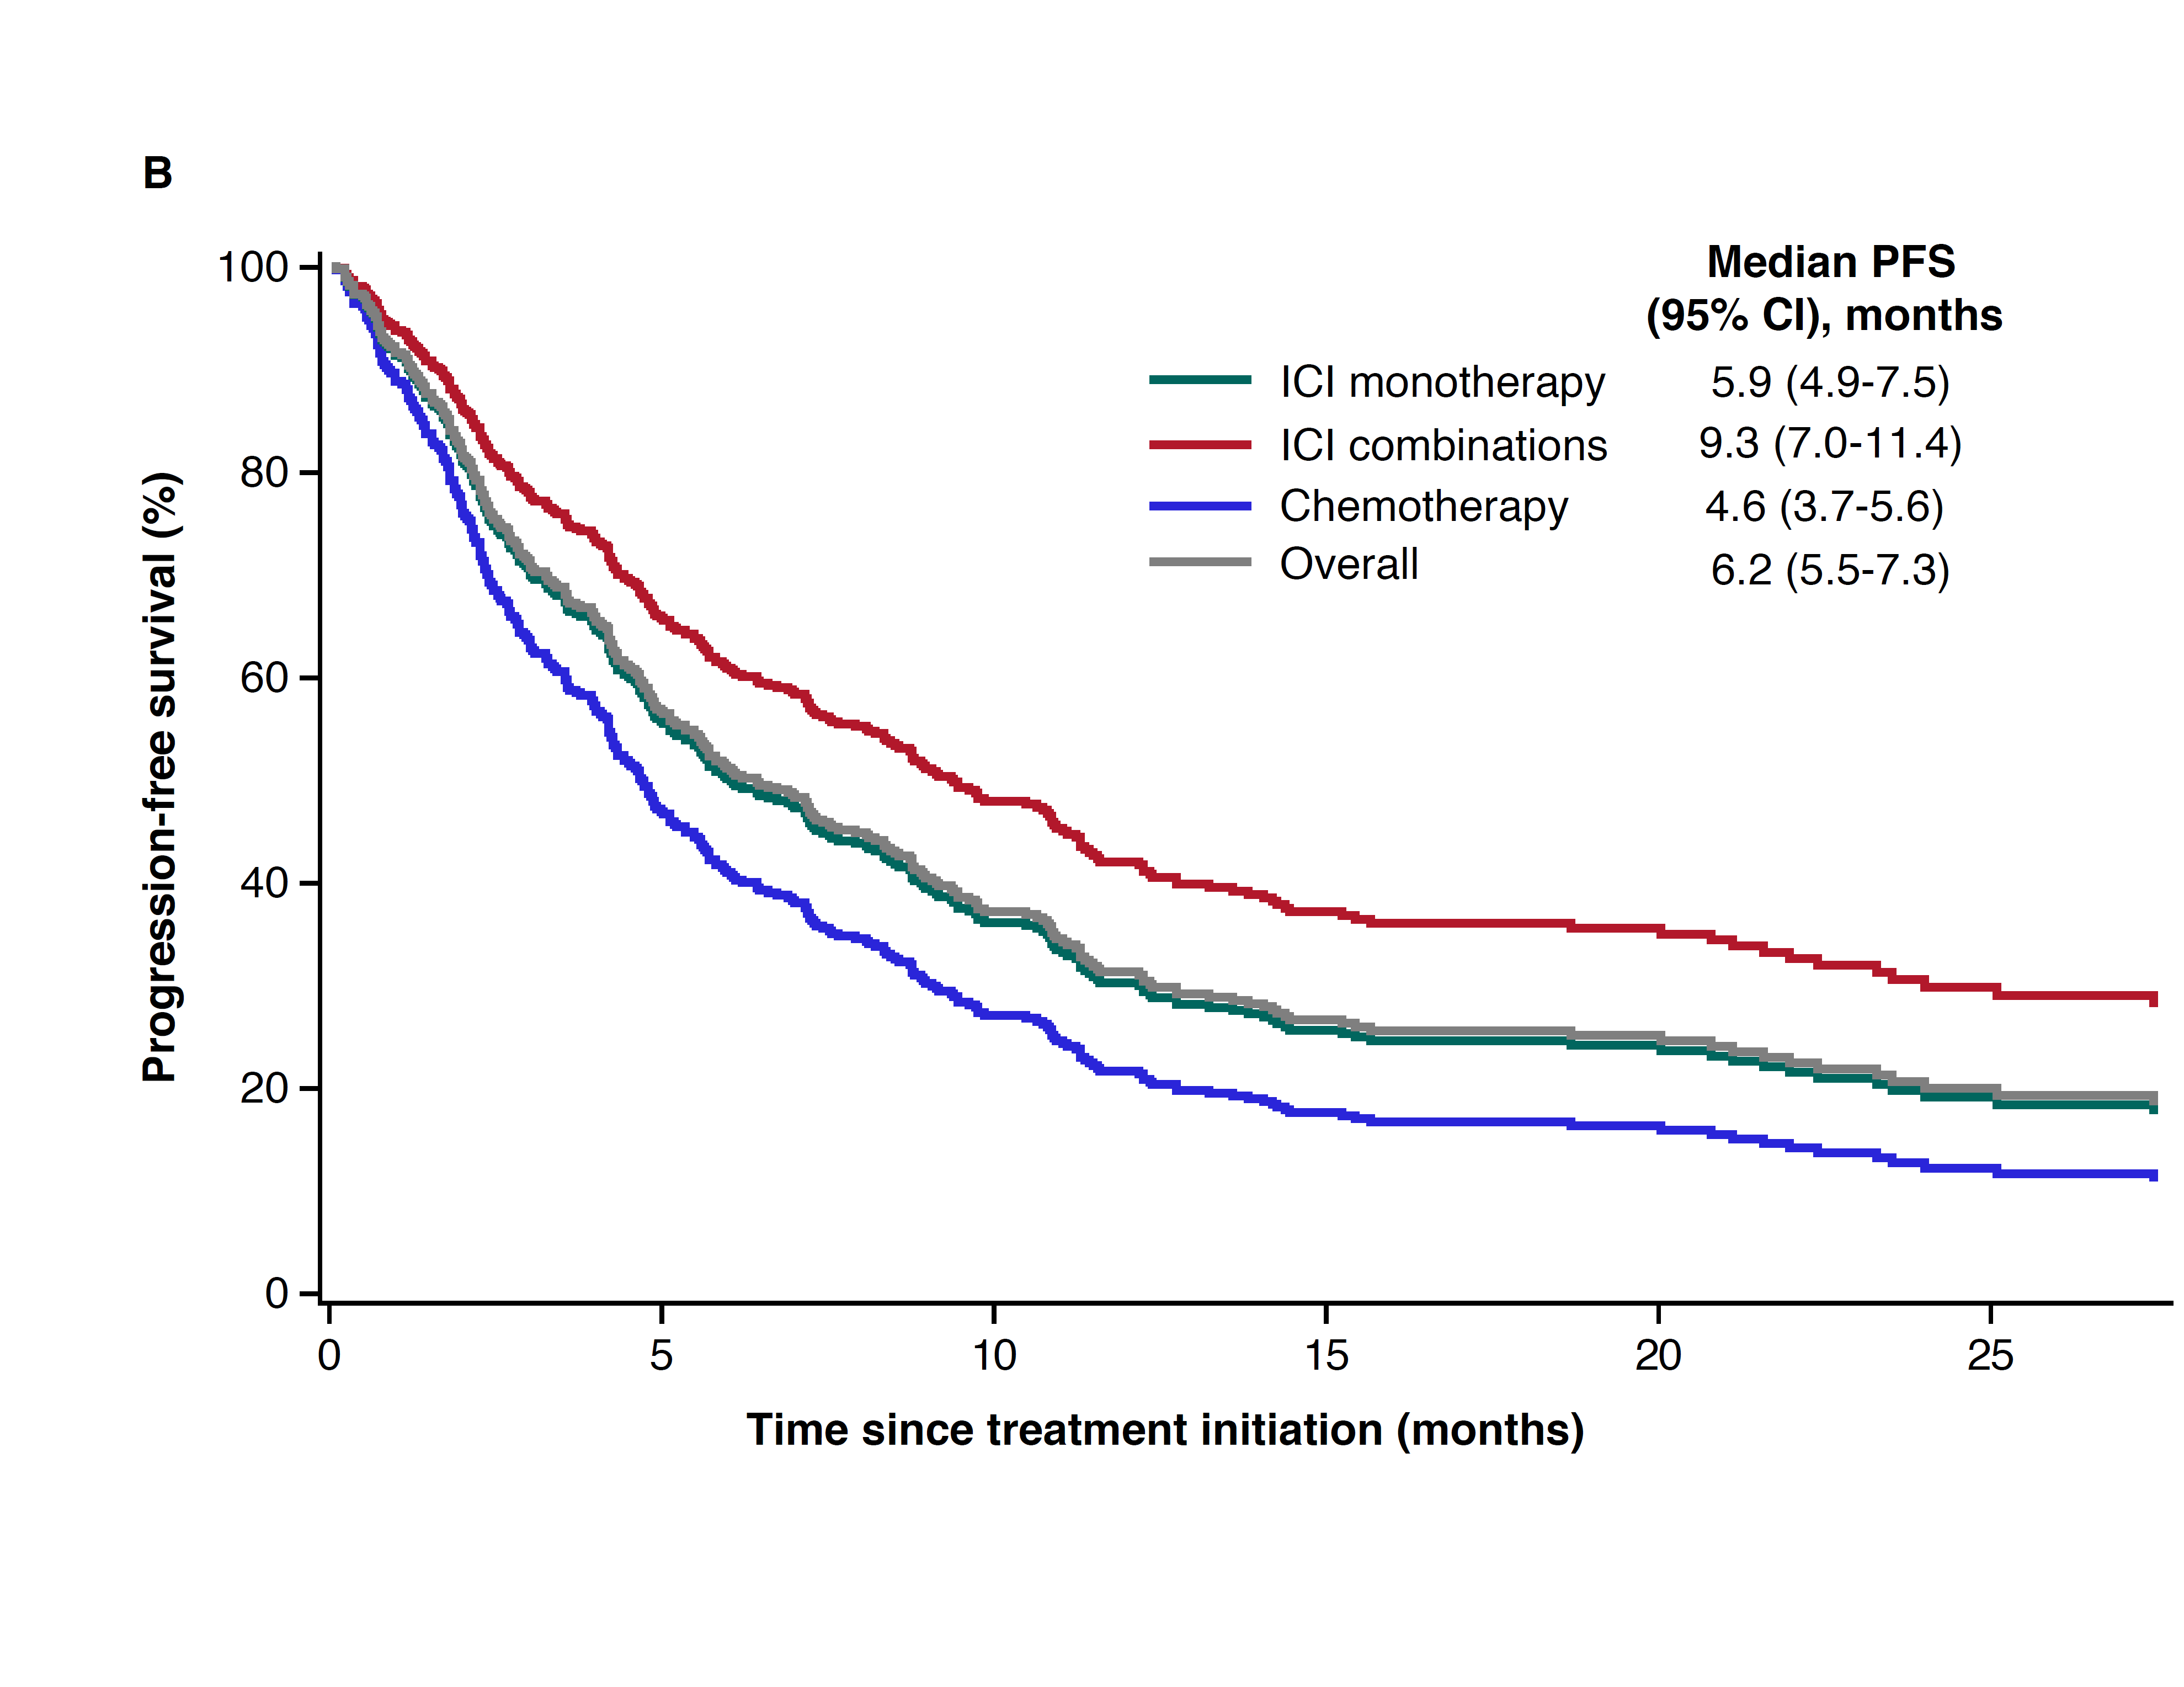 B
Median PFS
(95% CI), months
ICI monotherapy 5.9 (4.9-7.5)
ICI combinations 9.3 (7.0-11.4)
Chemotherapy 4.6 (3.7-5.6)
Overall 6.2 (5.5-7.3)
Progression-free survival (%)
100
80
60
40
20
0
0 5 10 15 20 25
Time since treatment initiation (months)